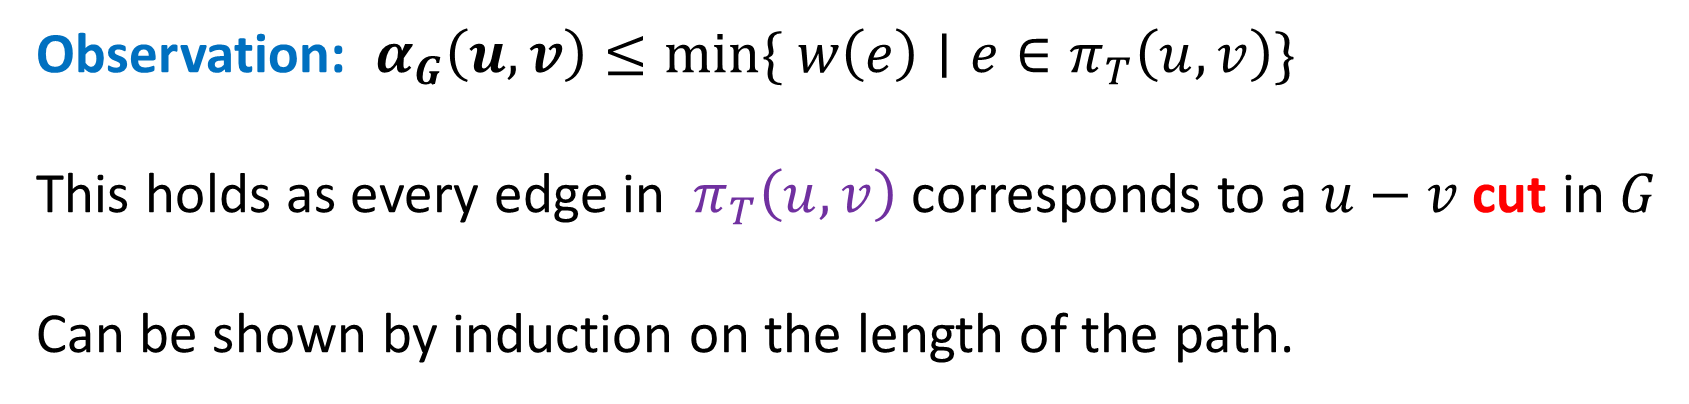 Observation: α_G(u, v) ≤ min{ w(e) | e ∈ π_T(u, v)}
This holds as every edge in π_T(u, v) corresponds to a u − v cut in G
Can be shown by induction on the length of the path.